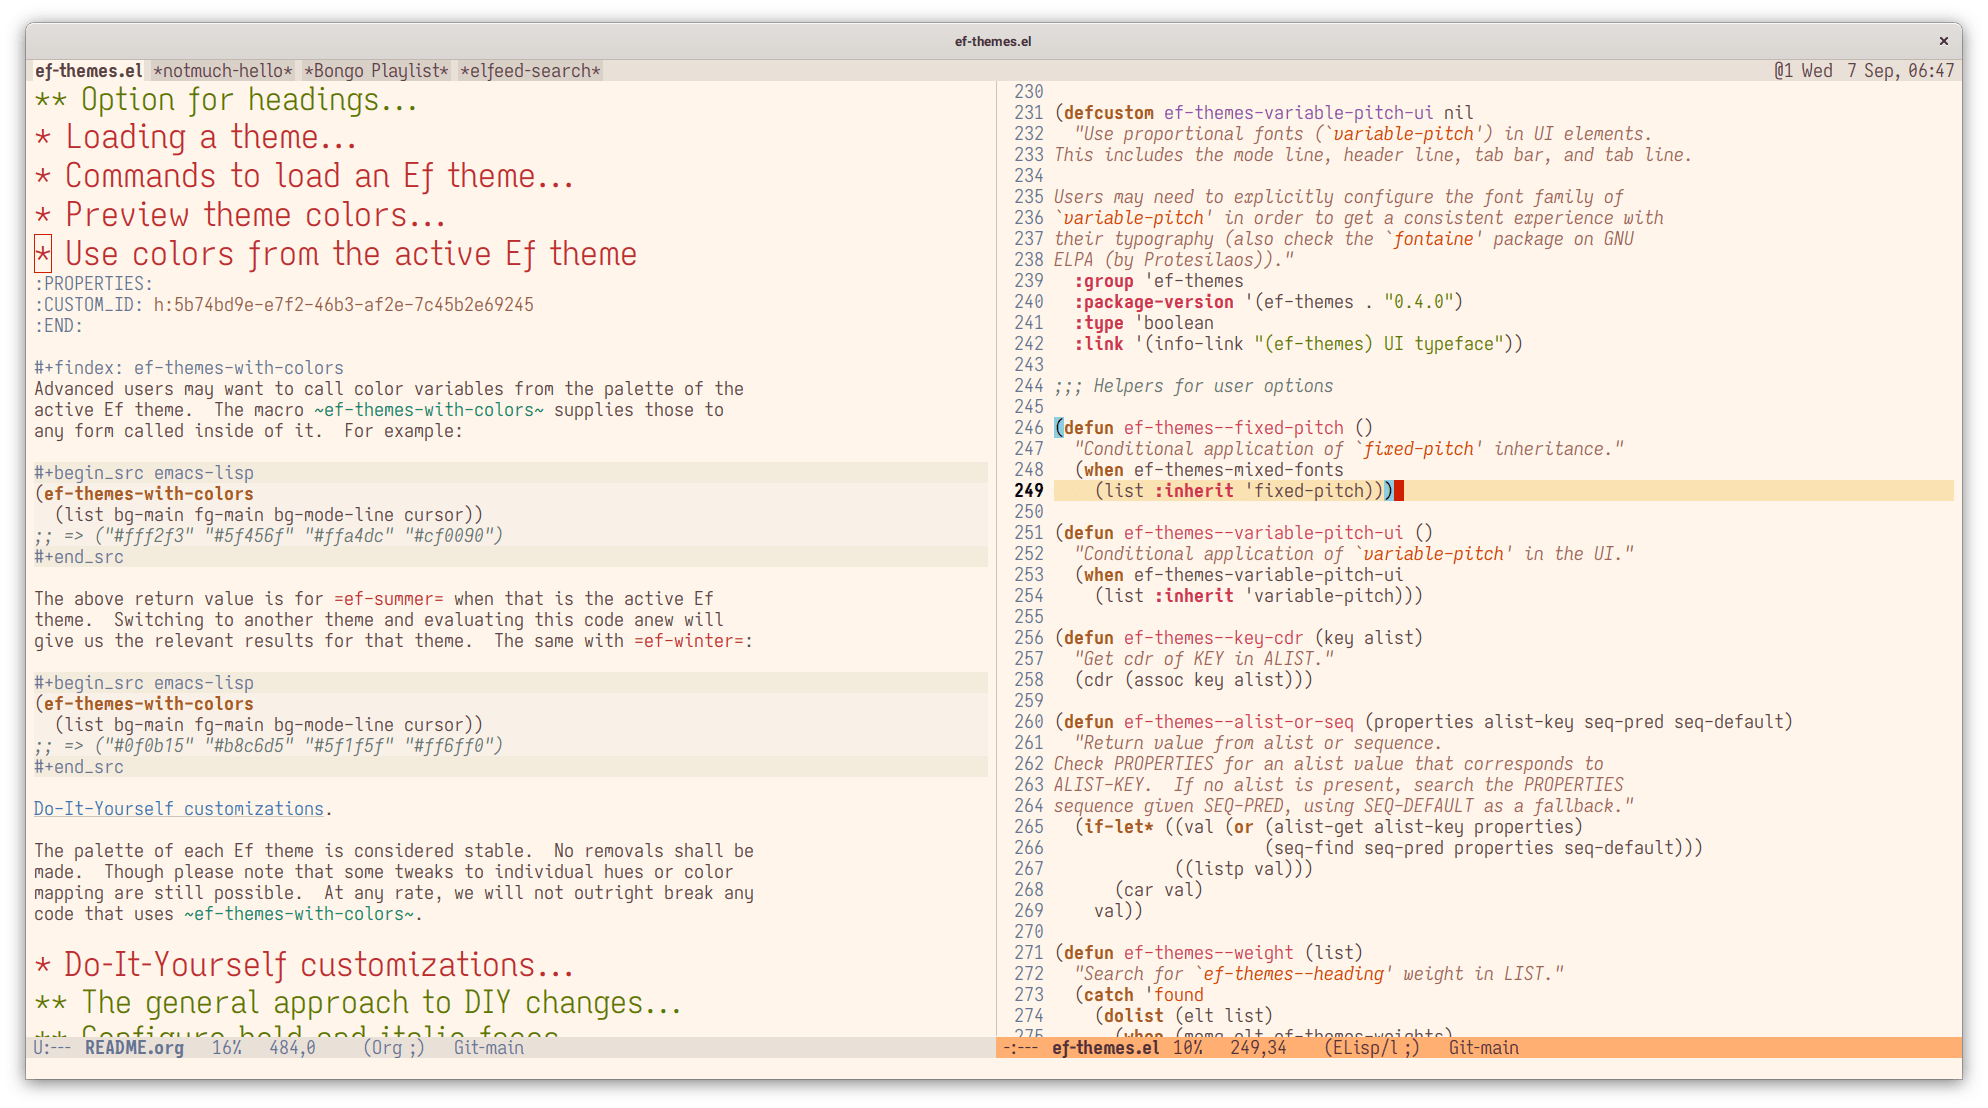 ef-themes.el
×
ef-themes.el *notmuch-hello* *Bongo Playlist* *elfeed-search*
@1 Wed  7 Sep, 06:47
** Option for headings...
* Loading a theme...
* Commands to load an Ef theme...
* Preview theme colors...
* Use colors from the active Ef theme
:PROPERTIES:
:CUSTOM_ID: h:5b74bd9e-e7f2-46b3-af2e-7c45b2e69245
:END:
#+findex: ef-themes-with-colors
Advanced users may want to call color variables from the palette of the
active Ef theme.  The macro ~ef-themes-with-colors~ supplies those to
any form called inside of it.  For example:
#+begin_src emacs-lisp
(ef-themes-with-colors
  (list bg-main fg-main bg-mode-line cursor))
;; => ("#fff2f3" "#5f456f" "#ffa4dc" "#cf0090")
#+end_src
The above return value is for =ef-summer= when that is the active Ef
theme.  Switching to another theme and evaluating this code anew will
give us the relevant results for that theme.  The same with =ef-winter=:
#+begin_src emacs-lisp
(ef-themes-with-colors
  (list bg-main fg-main bg-mode-line cursor))
;; => ("#0f0b15" "#b8c6d5" "#5f1f5f" "#ff6ff0")
#+end_src
Do-It-Yourself customizations.
The palette of each Ef theme is considered stable.  No removals shall be
made.  Though please note that some tweaks to individual hues or color
mapping are still possible.  At any rate, we will not outright break any
code that uses ~ef-themes-with-colors~.
* Do-It-Yourself customizations...
** The general approach to DIY changes...
** Configure bold and italic faces
U:---  README.org   16%   484,0     (Org ;)   Git-main
230
231 (defcustom ef-themes-variable-pitch-ui nil
232   "Use proportional fonts (`variable-pitch') in UI elements.
233 This includes the mode line, header line, tab bar, and tab line.
234
235 Users may need to explicitly configure the font family of
236 `variable-pitch' in order to get a consistent experience with
237 their typography (also check the `fontaine' package on GNU
238 ELPA (by Protesilaos))."
239   :group 'ef-themes
240   :package-version '(ef-themes . "0.4.0")
241   :type 'boolean
242   :link '(info-link "(ef-themes) UI typeface"))
243
244 ;;; Helpers for user options
245
246 (defun ef-themes--fixed-pitch ()
247   "Conditional application of `fixed-pitch' inheritance."
248   (when ef-themes-mixed-fonts
249     (list :inherit 'fixed-pitch)))
250
251 (defun ef-themes--variable-pitch-ui ()
252   "Conditional application of `variable-pitch' in the UI."
253   (when ef-themes-variable-pitch-ui
254     (list :inherit 'variable-pitch)))
255
256 (defun ef-themes--key-cdr (key alist)
257   "Get cdr of KEY in ALIST."
258   (cdr (assoc key alist)))
259
260 (defun ef-themes--alist-or-seq (properties alist-key seq-pred seq-default)
261   "Return value from alist or sequence.
262 Check PROPERTIES for an alist value that corresponds to
263 ALIST-KEY.  If no alist is present, search the PROPERTIES
264 sequence given SEQ-PRED, using SEQ-DEFAULT as a fallback."
265   (if-let* ((val (or (alist-get alist-key properties)
266                      (seq-find seq-pred properties seq-default)))
267             ((listp val)))
268       (car val)
269     val))
270
271 (defun ef-themes--weight (list)
272   "Search for `ef-themes--heading' weight in LIST."
273   (catch 'found
274     (dolist (elt list)
275       (when (memq elt ef-themes-weights)
-:---  ef-themes.el  10%   249,34    (ELisp/l ;)   Git-main